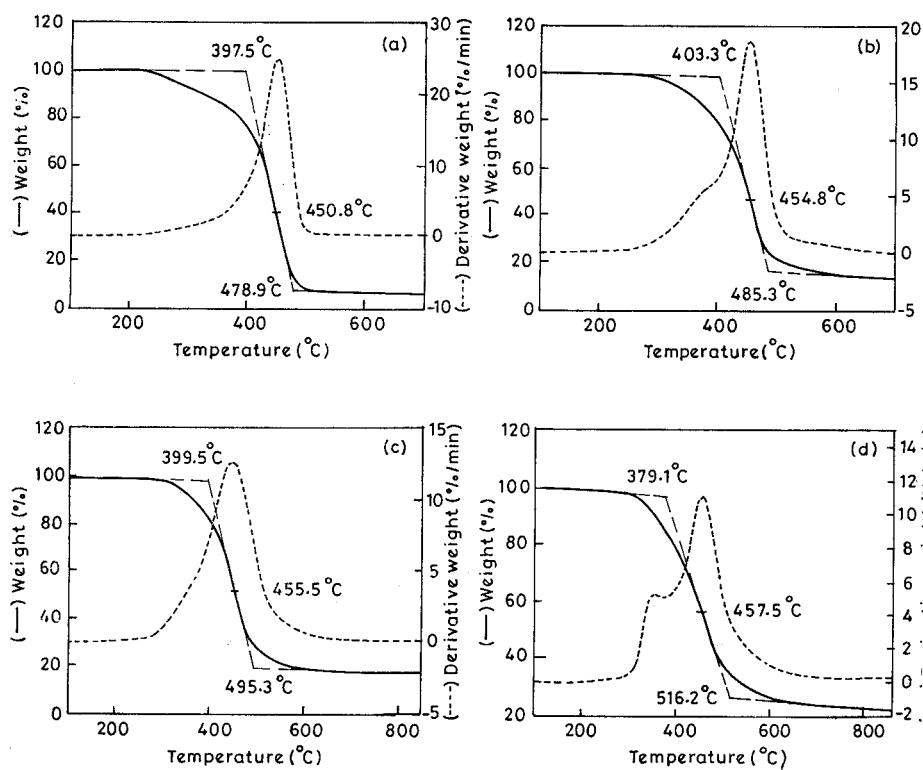 120
100
80
60
40
20
0
(—) Weight (%)
397.5°C
(a)
450.8°C
478.9°C
200
400
600
Temperature (°C)
30
20
10
0
-10
(---) Derivative weight (%/min)
120
100
80
60
40
20
0
(—) Weight (%)
403.3°C
(b)
454.8°C
485.3°C
200
400
600
Temperature (°C)
20
15
10
5
0
-5
120
100
80
60
40
20
0
(—) Weight (%)
399.5°C
(c)
455.5°C
495.3°C
200
400
600
800
Temperature (°C)
15
10
5
0
-5
(---) Derivative weight (%/min)
120
100
80
60
40
20
(—) Weight (%)
379.1°C
(d)
457.5°C
516.2°C
200
400
600
800
Temperature (°C)
14
12
10
8
6
4
2
0
-2